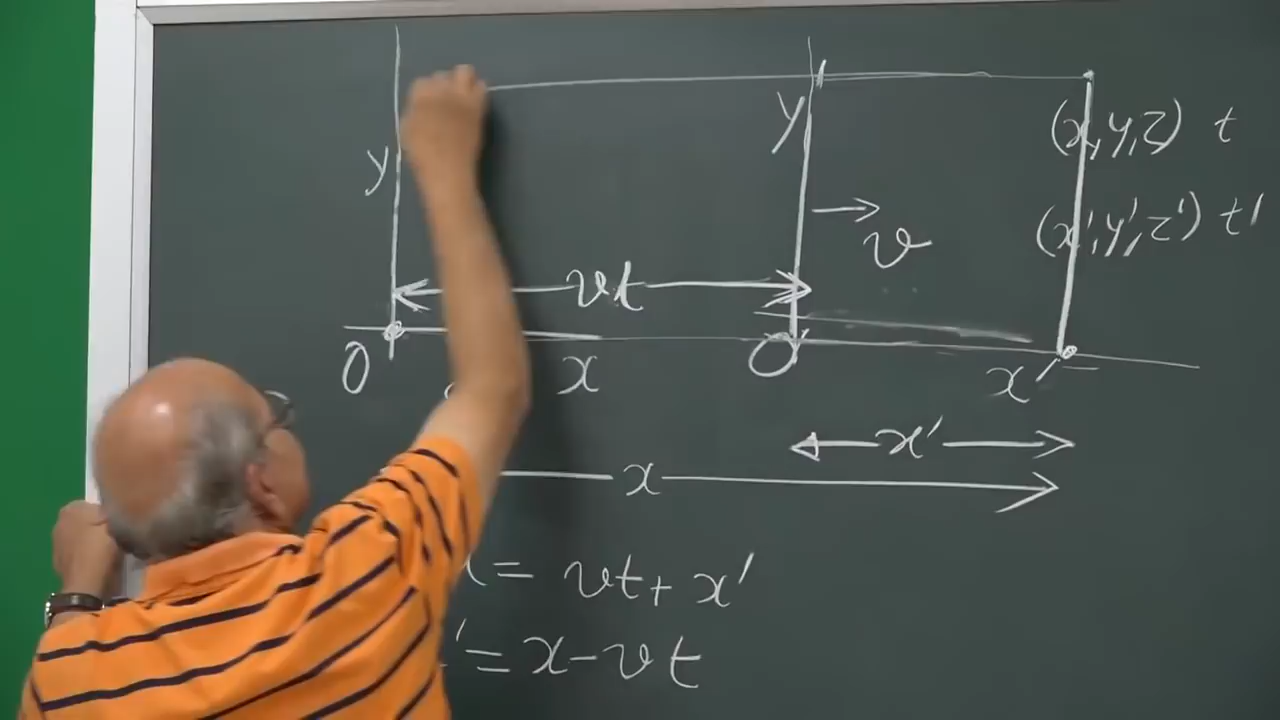 y
y
(x,y,z) t
(x',y',z') t'
v
vt
O
x
O'
x'
x'
x
x = vt + x'
' = x - vt